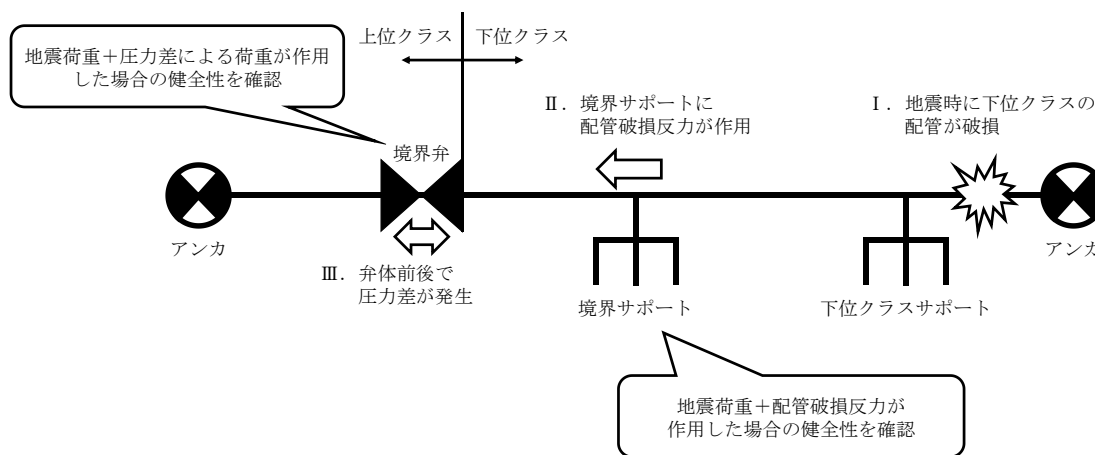 地震荷重＋圧力差による荷重が作用
した場合の健全性を確認
上位クラス
下位クラス
Ⅱ．境界サポートに
配管破損反力が作用
Ⅰ．地震時に下位クラスの
配管が破損
境界弁
アンカ
アンカ
Ⅲ．弁体前後で
圧力差が発生
境界サポート
下位クラスサポート
地震荷重＋配管破損反力が
作用した場合の健全性を確認